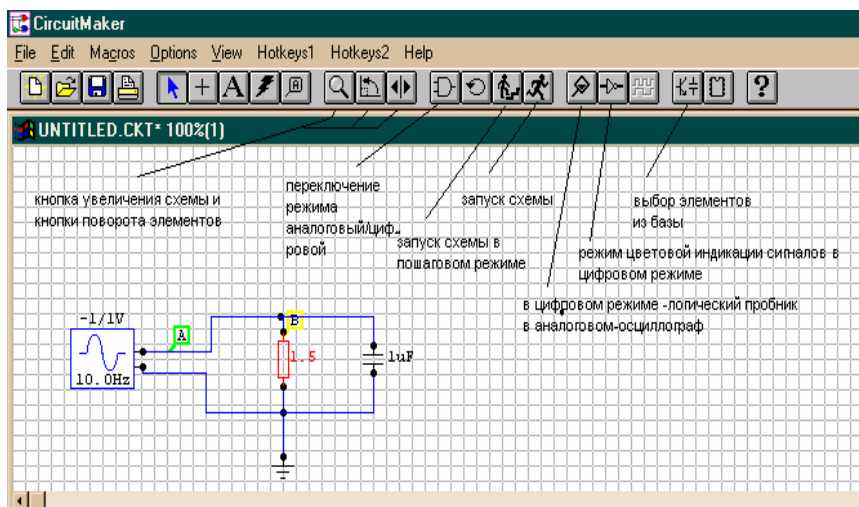 CircuitMaker
File Edit Macros Options View Hotkeys1 Hotkeys2 Help
A
?
UNTITLED.CKT* 100%(1)
кнопка увеличения схемы и
кнопки поворота элементов
переключение
режима
аналоговый/циф..
ровой
запуск схемы в
пошаговом режиме
запуск схемы
выбор элементов
из базы
режим цветовой индикации сигналов в
цифровом режиме
в цифровом режиме -логический пробник
в аналоговом-осциллограф
-1/1V
A
B
1.5
1uF
10.0Hz